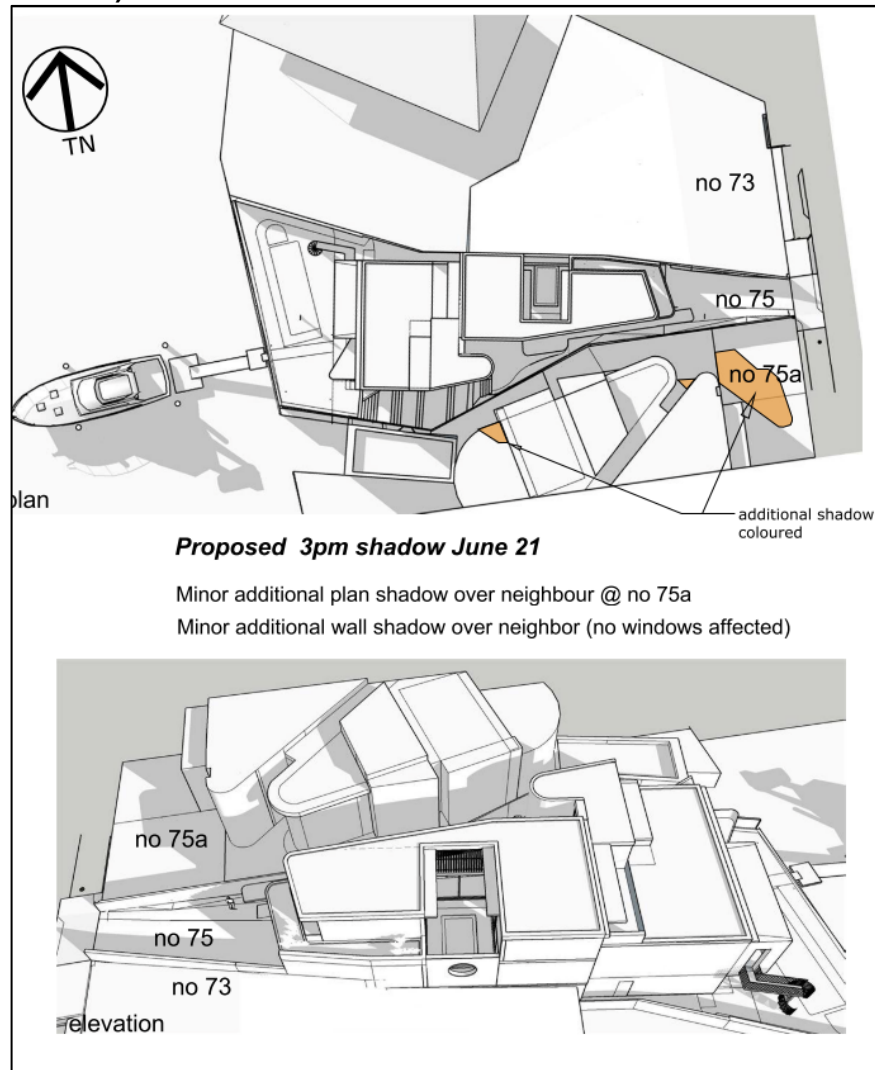 TN
no 73
no 75
no 75a
plan
additional shadow
coloured
Proposed 3pm shadow June 21
Minor additional plan shadow over neighbour @ no 75a
Minor additional wall shadow over neighbor (no windows affected)
no 75a
no 75
no 73
elevation